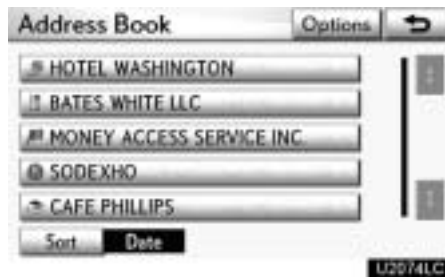 Address Book Options
HOTEL WASHINGTON
BATES WHITE LLC
MONEY ACCESS SERVICE INC
SODEXHO
CAFE PHILLIPS
Sort Date
U2074LC